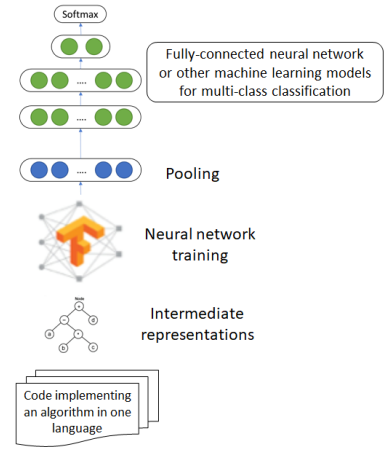 Softmax
Fully-connected neural network
or other machine learning models
for multi-class classification
....
....
....
Pooling
Neural network
training
Node
+
−
d
a
b
c
Intermediate
representations
Code implementing
an algorithm in one
language